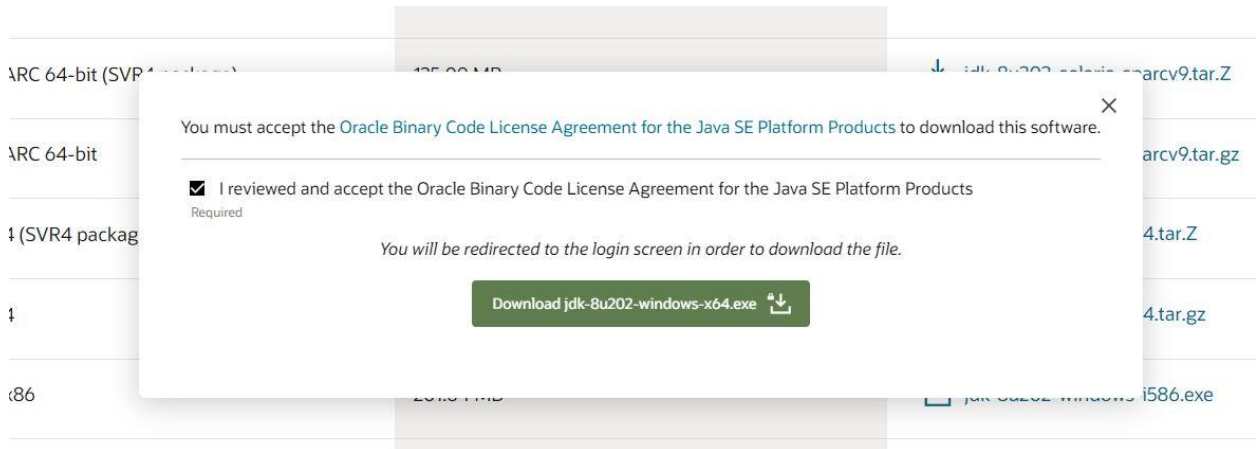 ARC 64-bit (SVR4 package)
You must accept the Oracle Binary Code License Agreement for the Java SE Platform Products to download this software.
ARC 64-bit
arcv9.tar.gz
I reviewed and accept the Oracle Binary Code License Agreement for the Java SE Platform Products
Required
4 (SVR4 packag
4.tar.Z
You will be redirected to the login screen in order to download the file.
Download jdk-8u202-windows-x64.exe
4
4.tar.gz
x86
jdk-8u202-windows-i586.exe